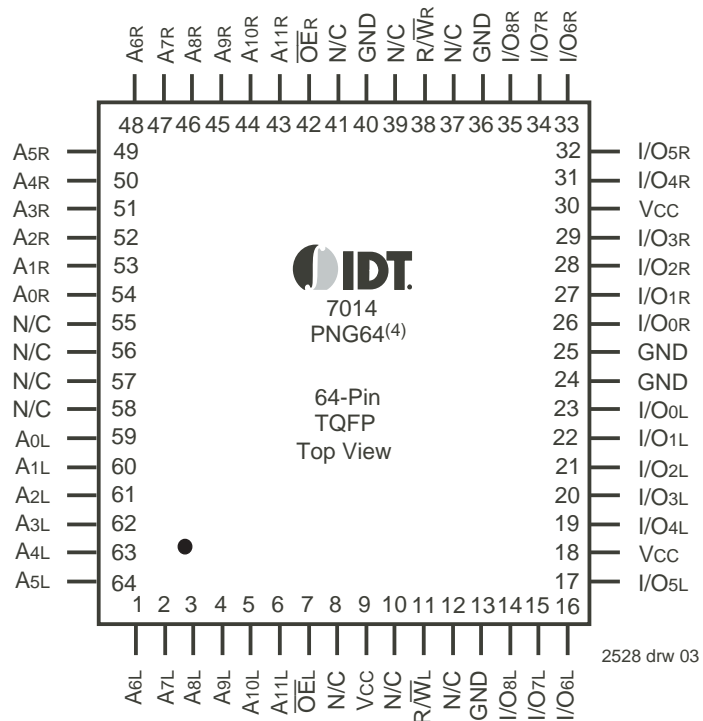 A6R A7R A8R A9R A10R A11R OER N/C GND N/C R/WR N/C GND I/O8R I/O7R I/O6R
48 47 46 45 44 43 42 41 40 39 38 37 36 35 34 33
A5R 49 32 I/O5R
A4R 50 31 I/O4R
A3R 51 30 VCC
A2R 52 29 I/O3R
A1R 53 28 I/O2R
A0R 54 27 I/O1R
N/C 55 26 I/O0R
N/C 56 25 GND
N/C 57 24 GND
N/C 58 23 I/O0L
A0L 59 22 I/O1L
A1L 60 21 I/O2L
A2L 61 20 I/O3L
A3L 62 19 I/O4L
A4L 63 18 VCC
A5L 64 17 I/O5L
IDT.
7014
PNG64(4)
64-Pin
TQFP
Top View
1 2 3 4 5 6 7 8 9 10 11 12 13 14 15 16
A6L A7L A8L A9L A10L A11L OEL N/C VCC N/C R/WL N/C GND I/O8L I/O7L I/O6L
2528 drw 03